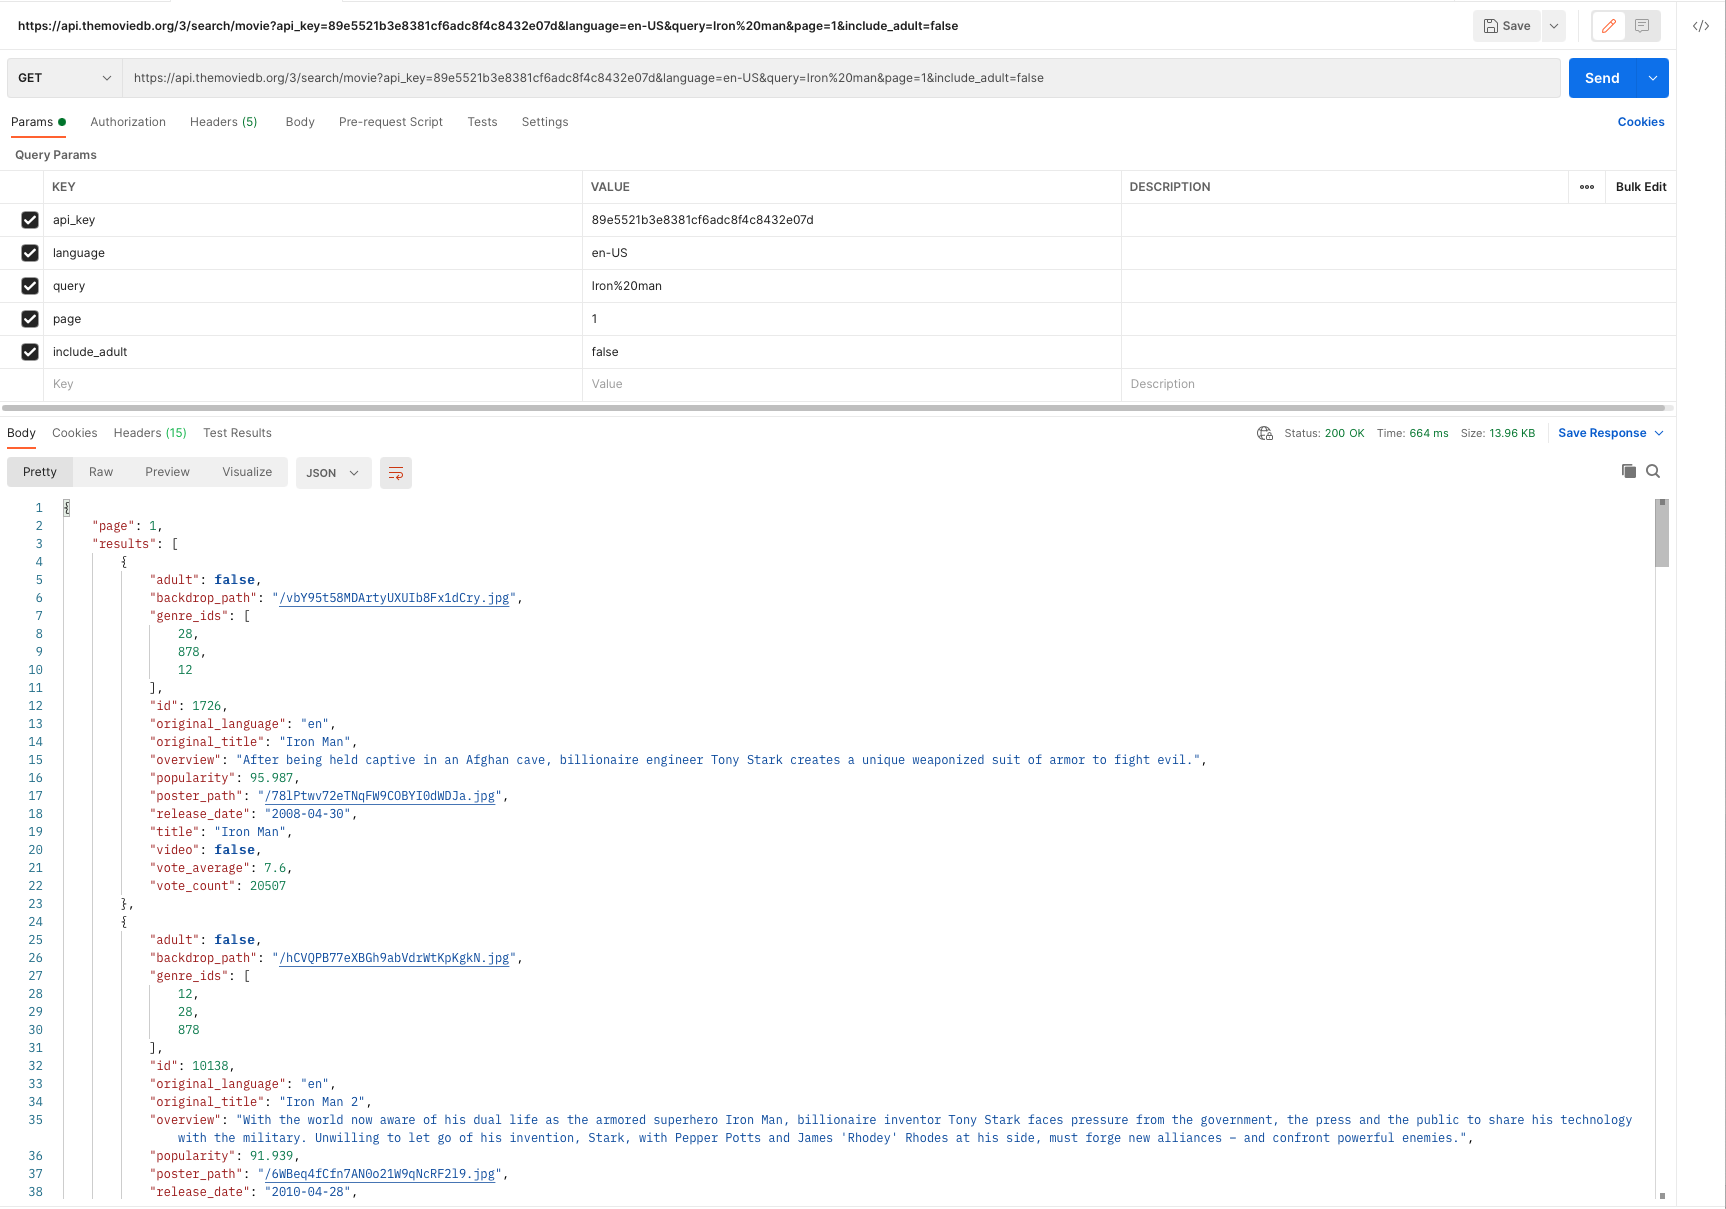 https://api.themoviedb.org/3/search/movie?api_key=89e5521b3e8381cf6adc8f4c8432e07d&language=en-US&query=Iron%20man&page=1&include_adult=false
Save
GET
https://api.themoviedb.org/3/search/movie?api_key=89e5521b3e8381cf6adc8f4c8432e07d&language=en-US&query=Iron%20man&page=1&include_adult=false
Send
Params Authorization Headers (5) Body Pre-request Script Tests Settings Cookies
Query Params
KEY VALUE DESCRIPTION ooo Bulk Edit
api_key 89e5521b3e8381cf6adc8f4c8432e07d
language en-US
query Iron%20man
page 1
include_adult false
Key Value Description
Body Cookies Headers (15) Test Results Status: 200 OK Time: 664 ms Size: 13.96 KB Save Response
Pretty Raw Preview Visualize JSON
1 {
2 "page": 1,
3 "results": [
4 {
5 "adult": false,
6 "backdrop_path": "/vbY95t58MDArtyUXUIb8Fx1dCry.jpg",
7 "genre_ids": [
8 28,
9 878,
10 12
11 ],
12 "id": 1726,
13 "original_language": "en",
14 "original_title": "Iron Man",
15 "overview": "After being held captive in an Afghan cave, billionaire engineer Tony Stark creates a unique weaponized suit of armor to fight evil.",
16 "popularity": 95.987,
17 "poster_path": "/78lPtwv72eTNqFW9COBYI0dWDJa.jpg",
18 "release_date": "2008-04-30",
19 "title": "Iron Man",
20 "video": false,
21 "vote_average": 7.6,
22 "vote_count": 20507
23 },
24 {
25 "adult": false,
26 "backdrop_path": "/hCVQPB77eXBGh9abVdrWtKpKgkN.jpg",
27 "genre_ids": [
28 12,
29 28,
30 878
31 ],
32 "id": 10138,
33 "original_language": "en",
34 "original_title": "Iron Man 2",
35 "overview": "With the world now aware of his dual life as the armored superhero Iron Man, billionaire inventor Tony Stark faces pressure from the government, the press and the public to share his technology
with the military. Unwilling to let go of his invention, Stark, with Pepper Potts and James 'Rhodey' Rhodes at his side, must forge new alliances – and confront powerful enemies.",
36 "popularity": 91.939,
37 "poster_path": "/6WBeq4fCfn7AN0o21W9qNcRF2l9.jpg",
38 "release_date": "2010-04-28",